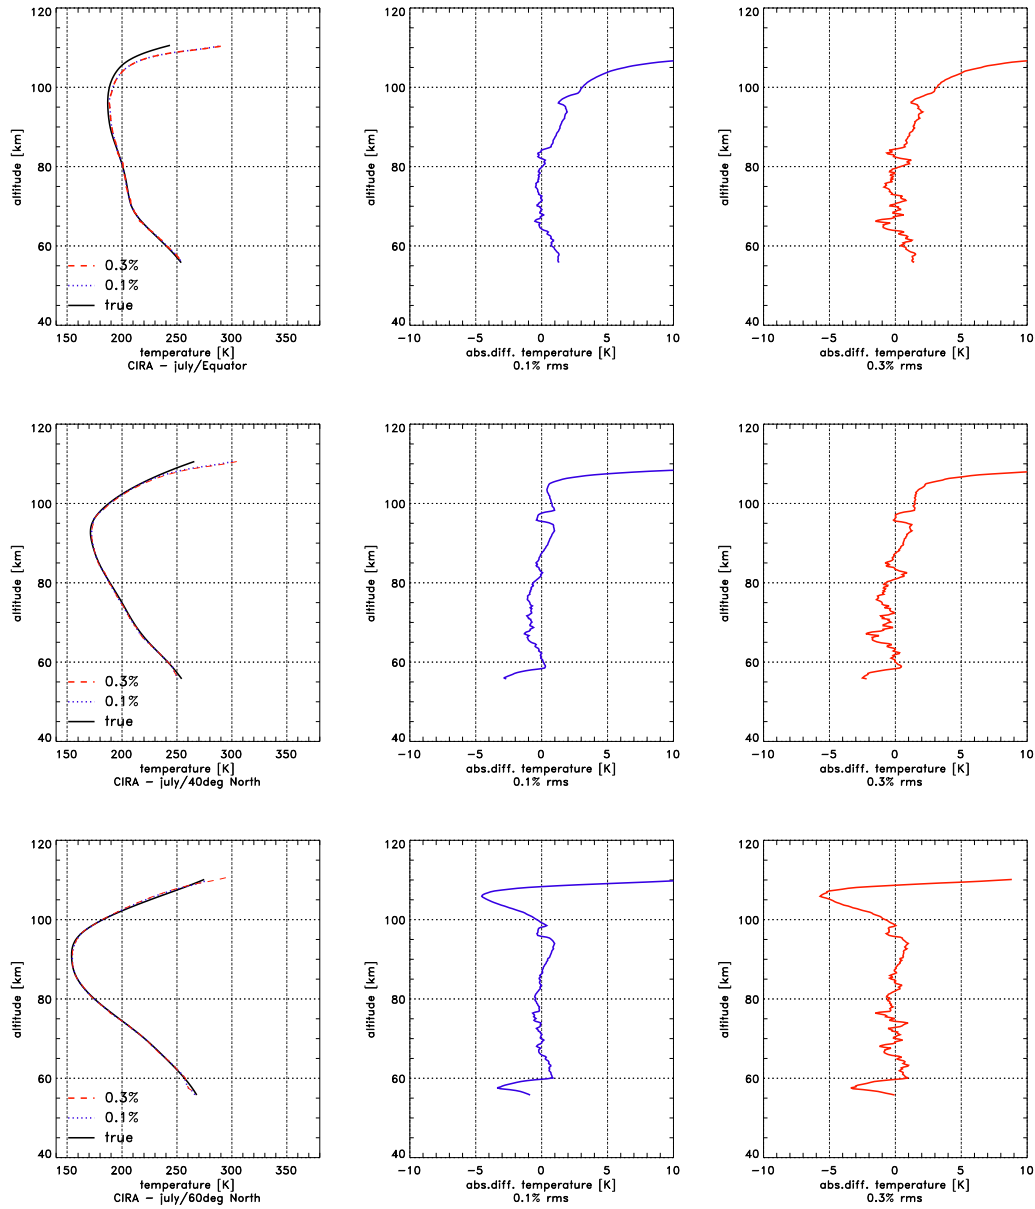 120
100
80
60
40
altitude [km]
0.3%
0.1%
true
150 200 250 300 350
temperature [K]
CIRA − july/Equator
120
100
80
60
40
altitude [km]
−10 −5 0 5 10
abs.diff. temperature [K]
0.1% rms
120
100
80
60
40
altitude [km]
−10 −5 0 5 10
abs.diff. temperature [K]
0.3% rms
120
100
80
60
40
altitude [km]
0.3%
0.1%
true
150 200 250 300 350
temperature [K]
CIRA − july/40deg North
120
100
80
60
40
altitude [km]
−10 −5 0 5 10
abs.diff. temperature [K]
0.1% rms
120
100
80
60
40
altitude [km]
−10 −5 0 5 10
abs.diff. temperature [K]
0.3% rms
120
100
80
60
40
altitude [km]
0.3%
0.1%
true
150 200 250 300 350
temperature [K]
CIRA − july/60deg North
120
100
80
60
40
altitude [km]
−10 −5 0 5 10
abs.diff. temperature [K]
0.1% rms
120
100
80
60
40
altitude [km]
−10 −5 0 5 10
abs.diff. temperature [K]
0.3% rms